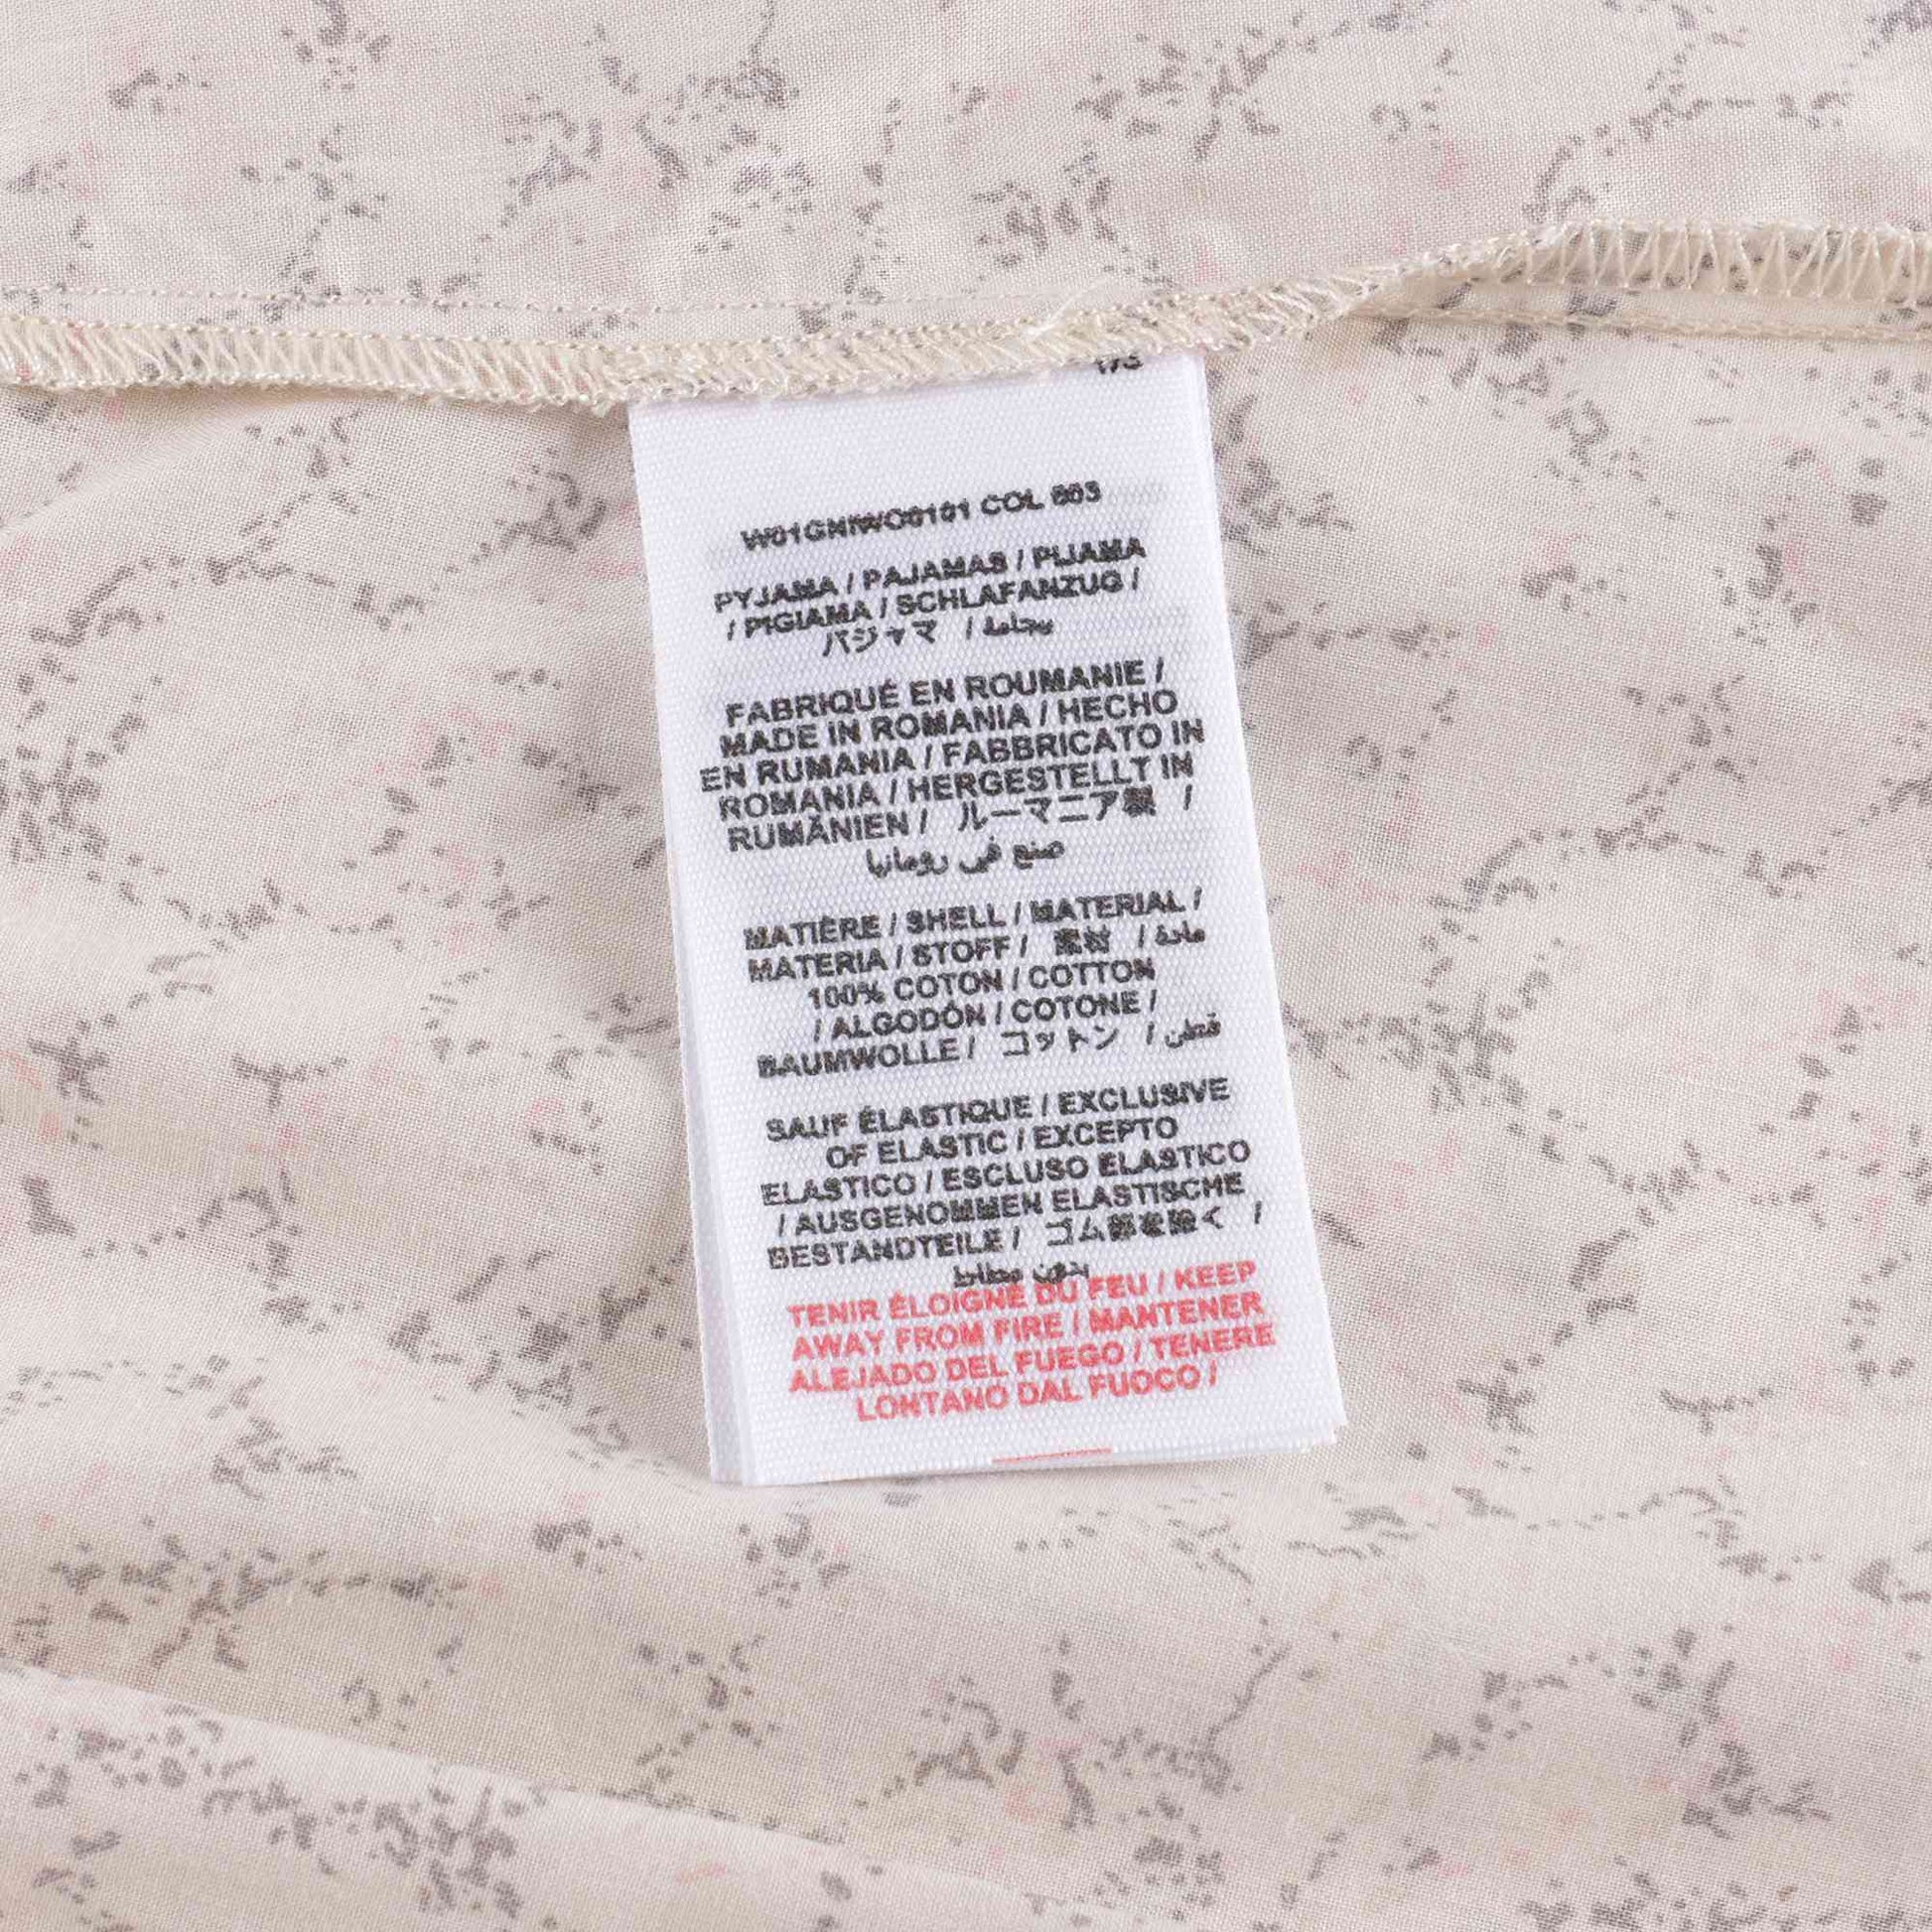 COL 803
PYJAMA / PAJAMAS / PIJAMA
/ PIGIAMA / SCHLAFANZUG /
パジャマ / بيجامة
FABRIQUÉ EN ROUMANIE /
MADE IN ROMANIA / HECHO
EN RUMANIA / FABBRICATO IN
ROMANIA / HERGESTELLT IN
RUMÄNIEN / ルーマニア製 /
صنع في رومانيا
MATIÈRE / SHELL / MATERIAL /
MATERIA / STOFF / 素材 / مادة
100% COTON / COTTON
/ ALGODÓN / COTONE /
BAUMWOLLE / コットン / قطن
SAUF ÉLASTIQUE / EXCLUSIVE
OF ELASTIC / EXCEPTO
ELASTICO / ESCLUSO ELASTICO
/ AUSGENOMMEN ELASTISCHE
BESTANDTEILE / ゴム部を除く /
بدون مطاط
TENIR ÉLOIGNÉ DU FEU / KEEP
AWAY FROM FIRE / MANTENER
ALEJADO DEL FUEGO / TENERE
LONTANO DAL FUOCO /